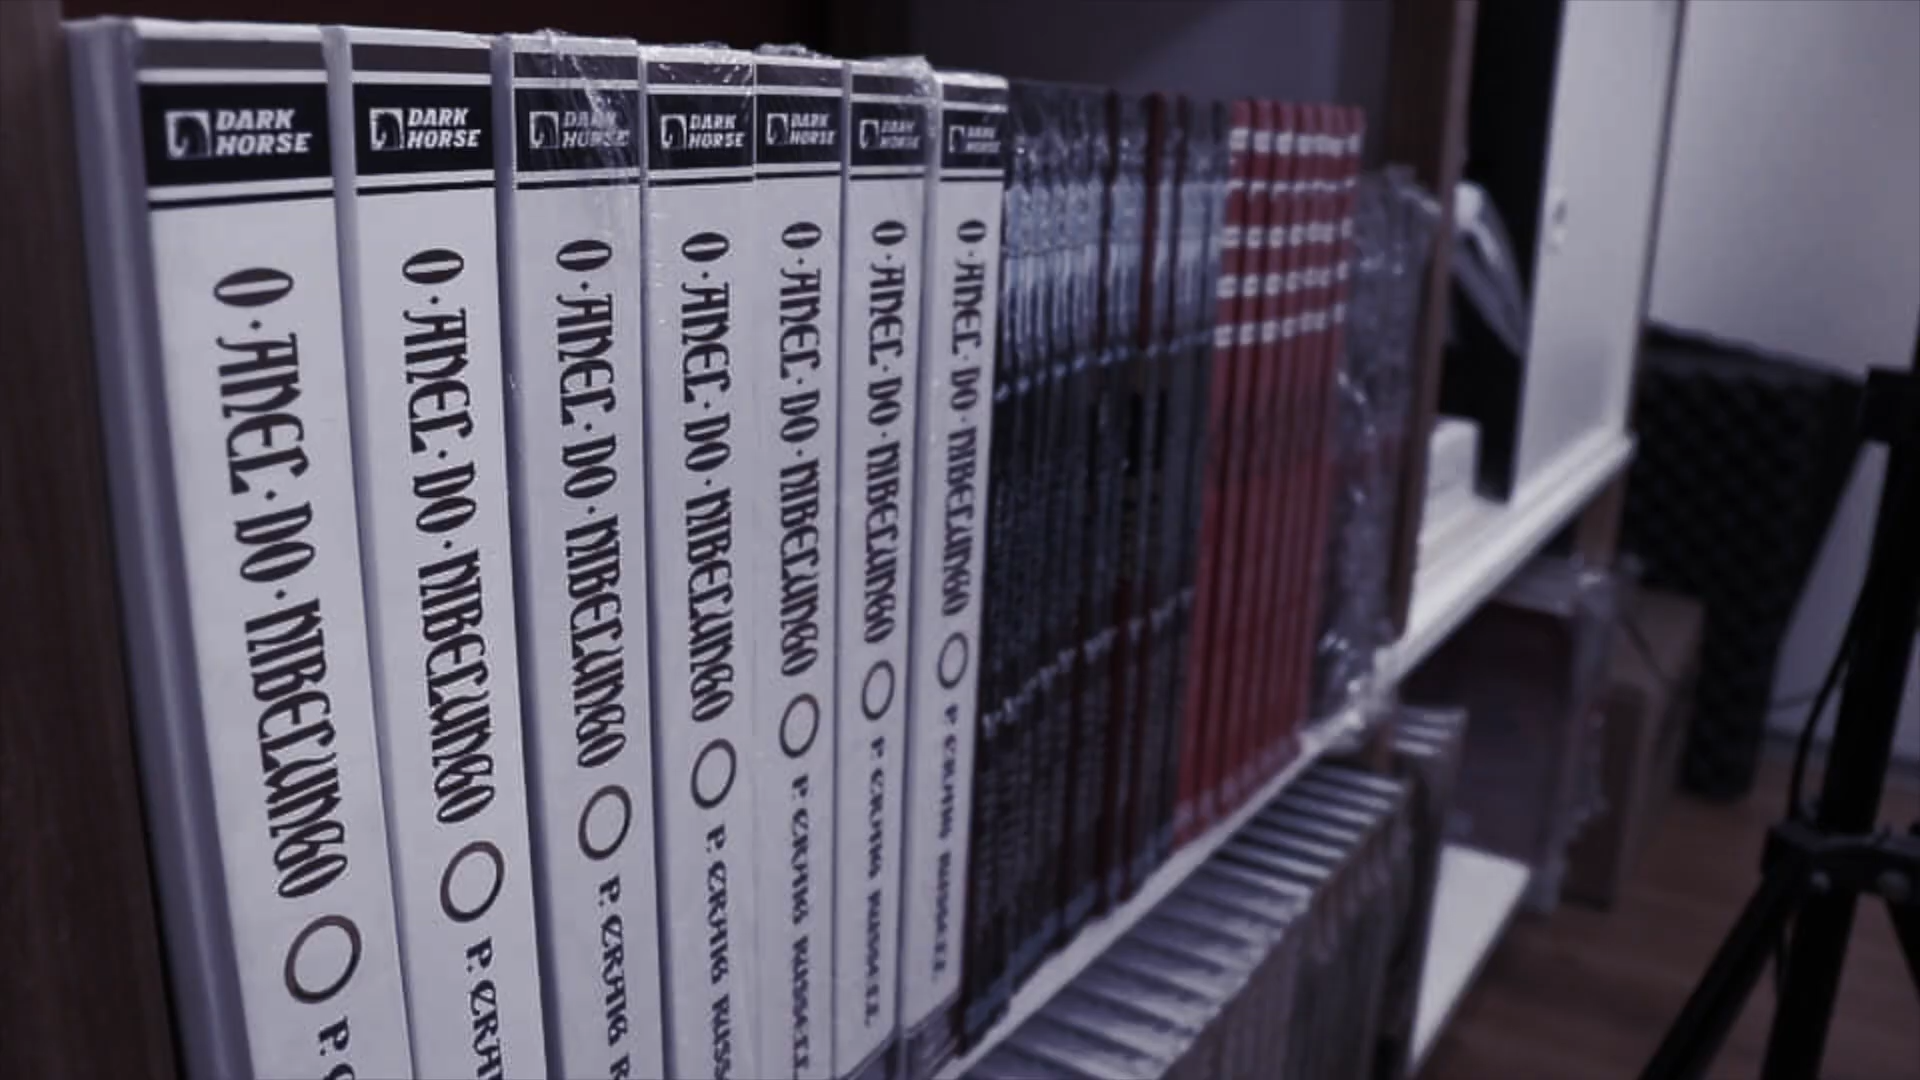 DARK
HORSE
O · ANEL · DO · NIBELUNGO P. C
DARK
HORSE
O · ANEL · DO · NIBELUNGO P. CRAI
DARK
HORSE
O · ANEL · DO · NIBELUNGO P. CRAIG R
DARK
HORSE
O · ANEL · DO · NIBELUNGO P. CRAIG RUSS
DARK
HORSE
O · ANEL · DO · NIBELUNGO P. CRAIG RUSSELL
DARK
HORSE
O · ANEL · DO · NIBELUNGO P. CRAIG RUSSELL
DARK
HORSE
O · ANEL · DO · NIBELUNGO P. CRAIG RUSSELL